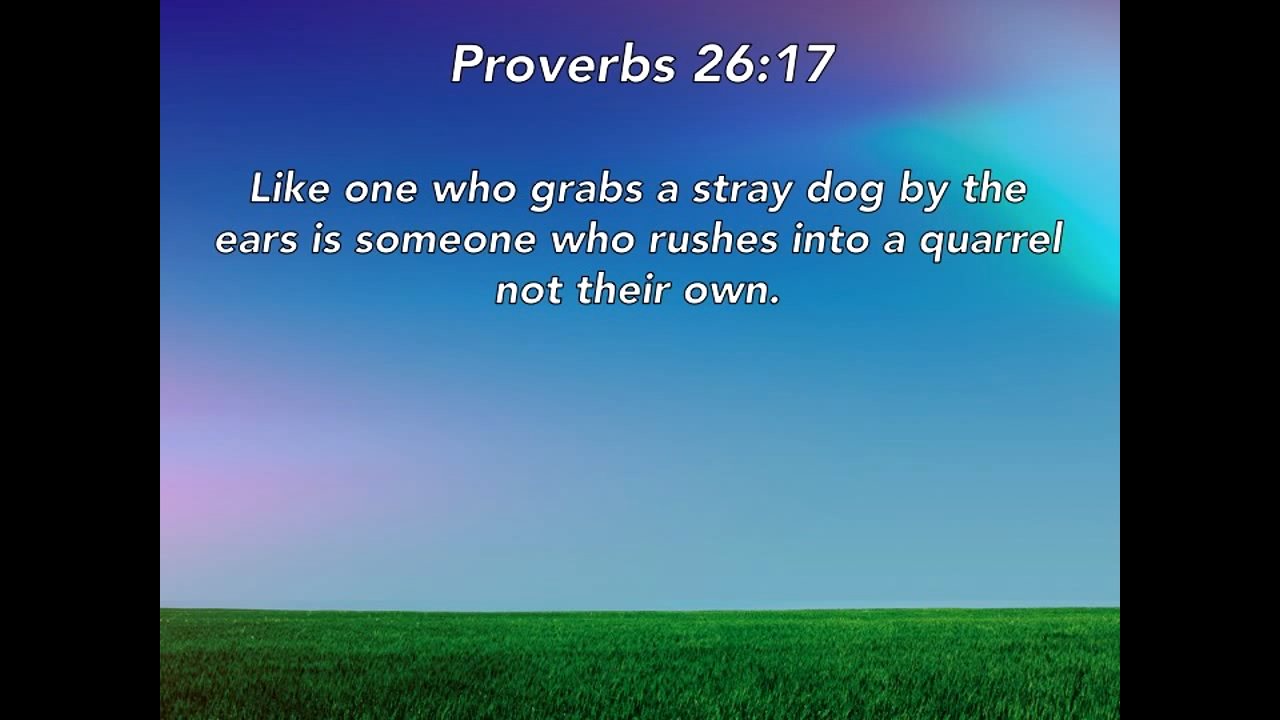 Proverbs 26:17
Like one who grabs a stray dog by the
ears is someone who rushes into a quarrel
not their own.